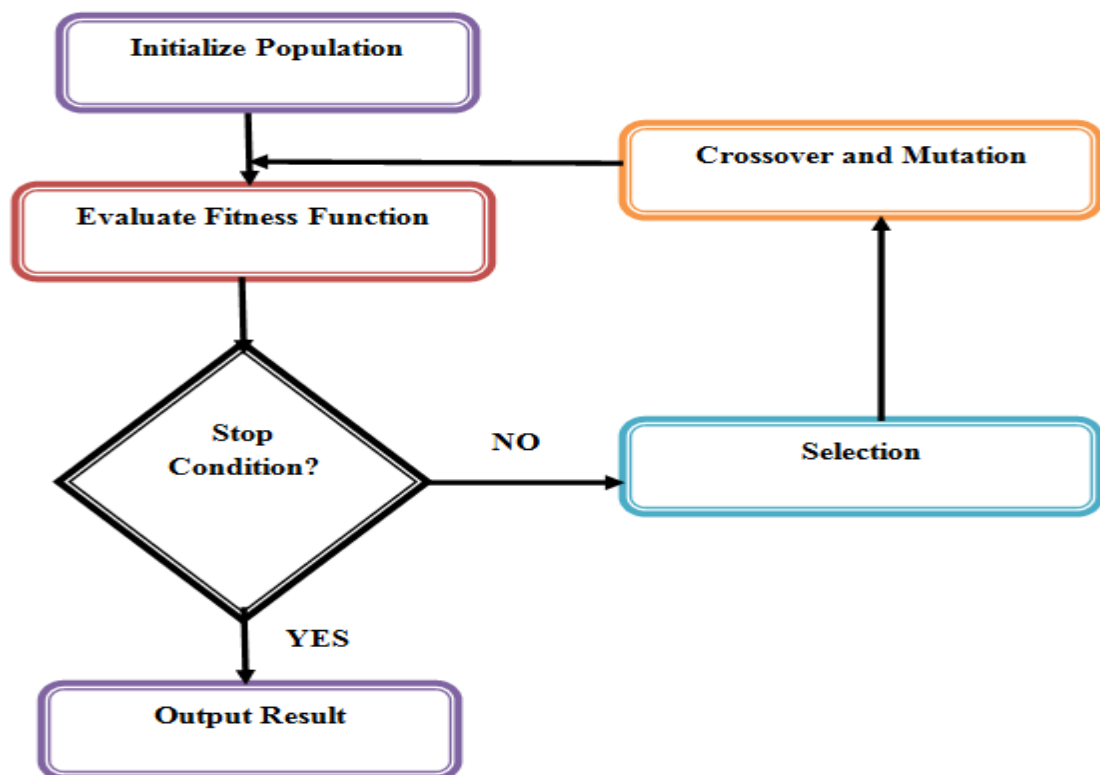 Initialize Population
Crossover and Mutation
Evaluate Fitness Function
Stop
Condition?
NO
Selection
YES
Output Result